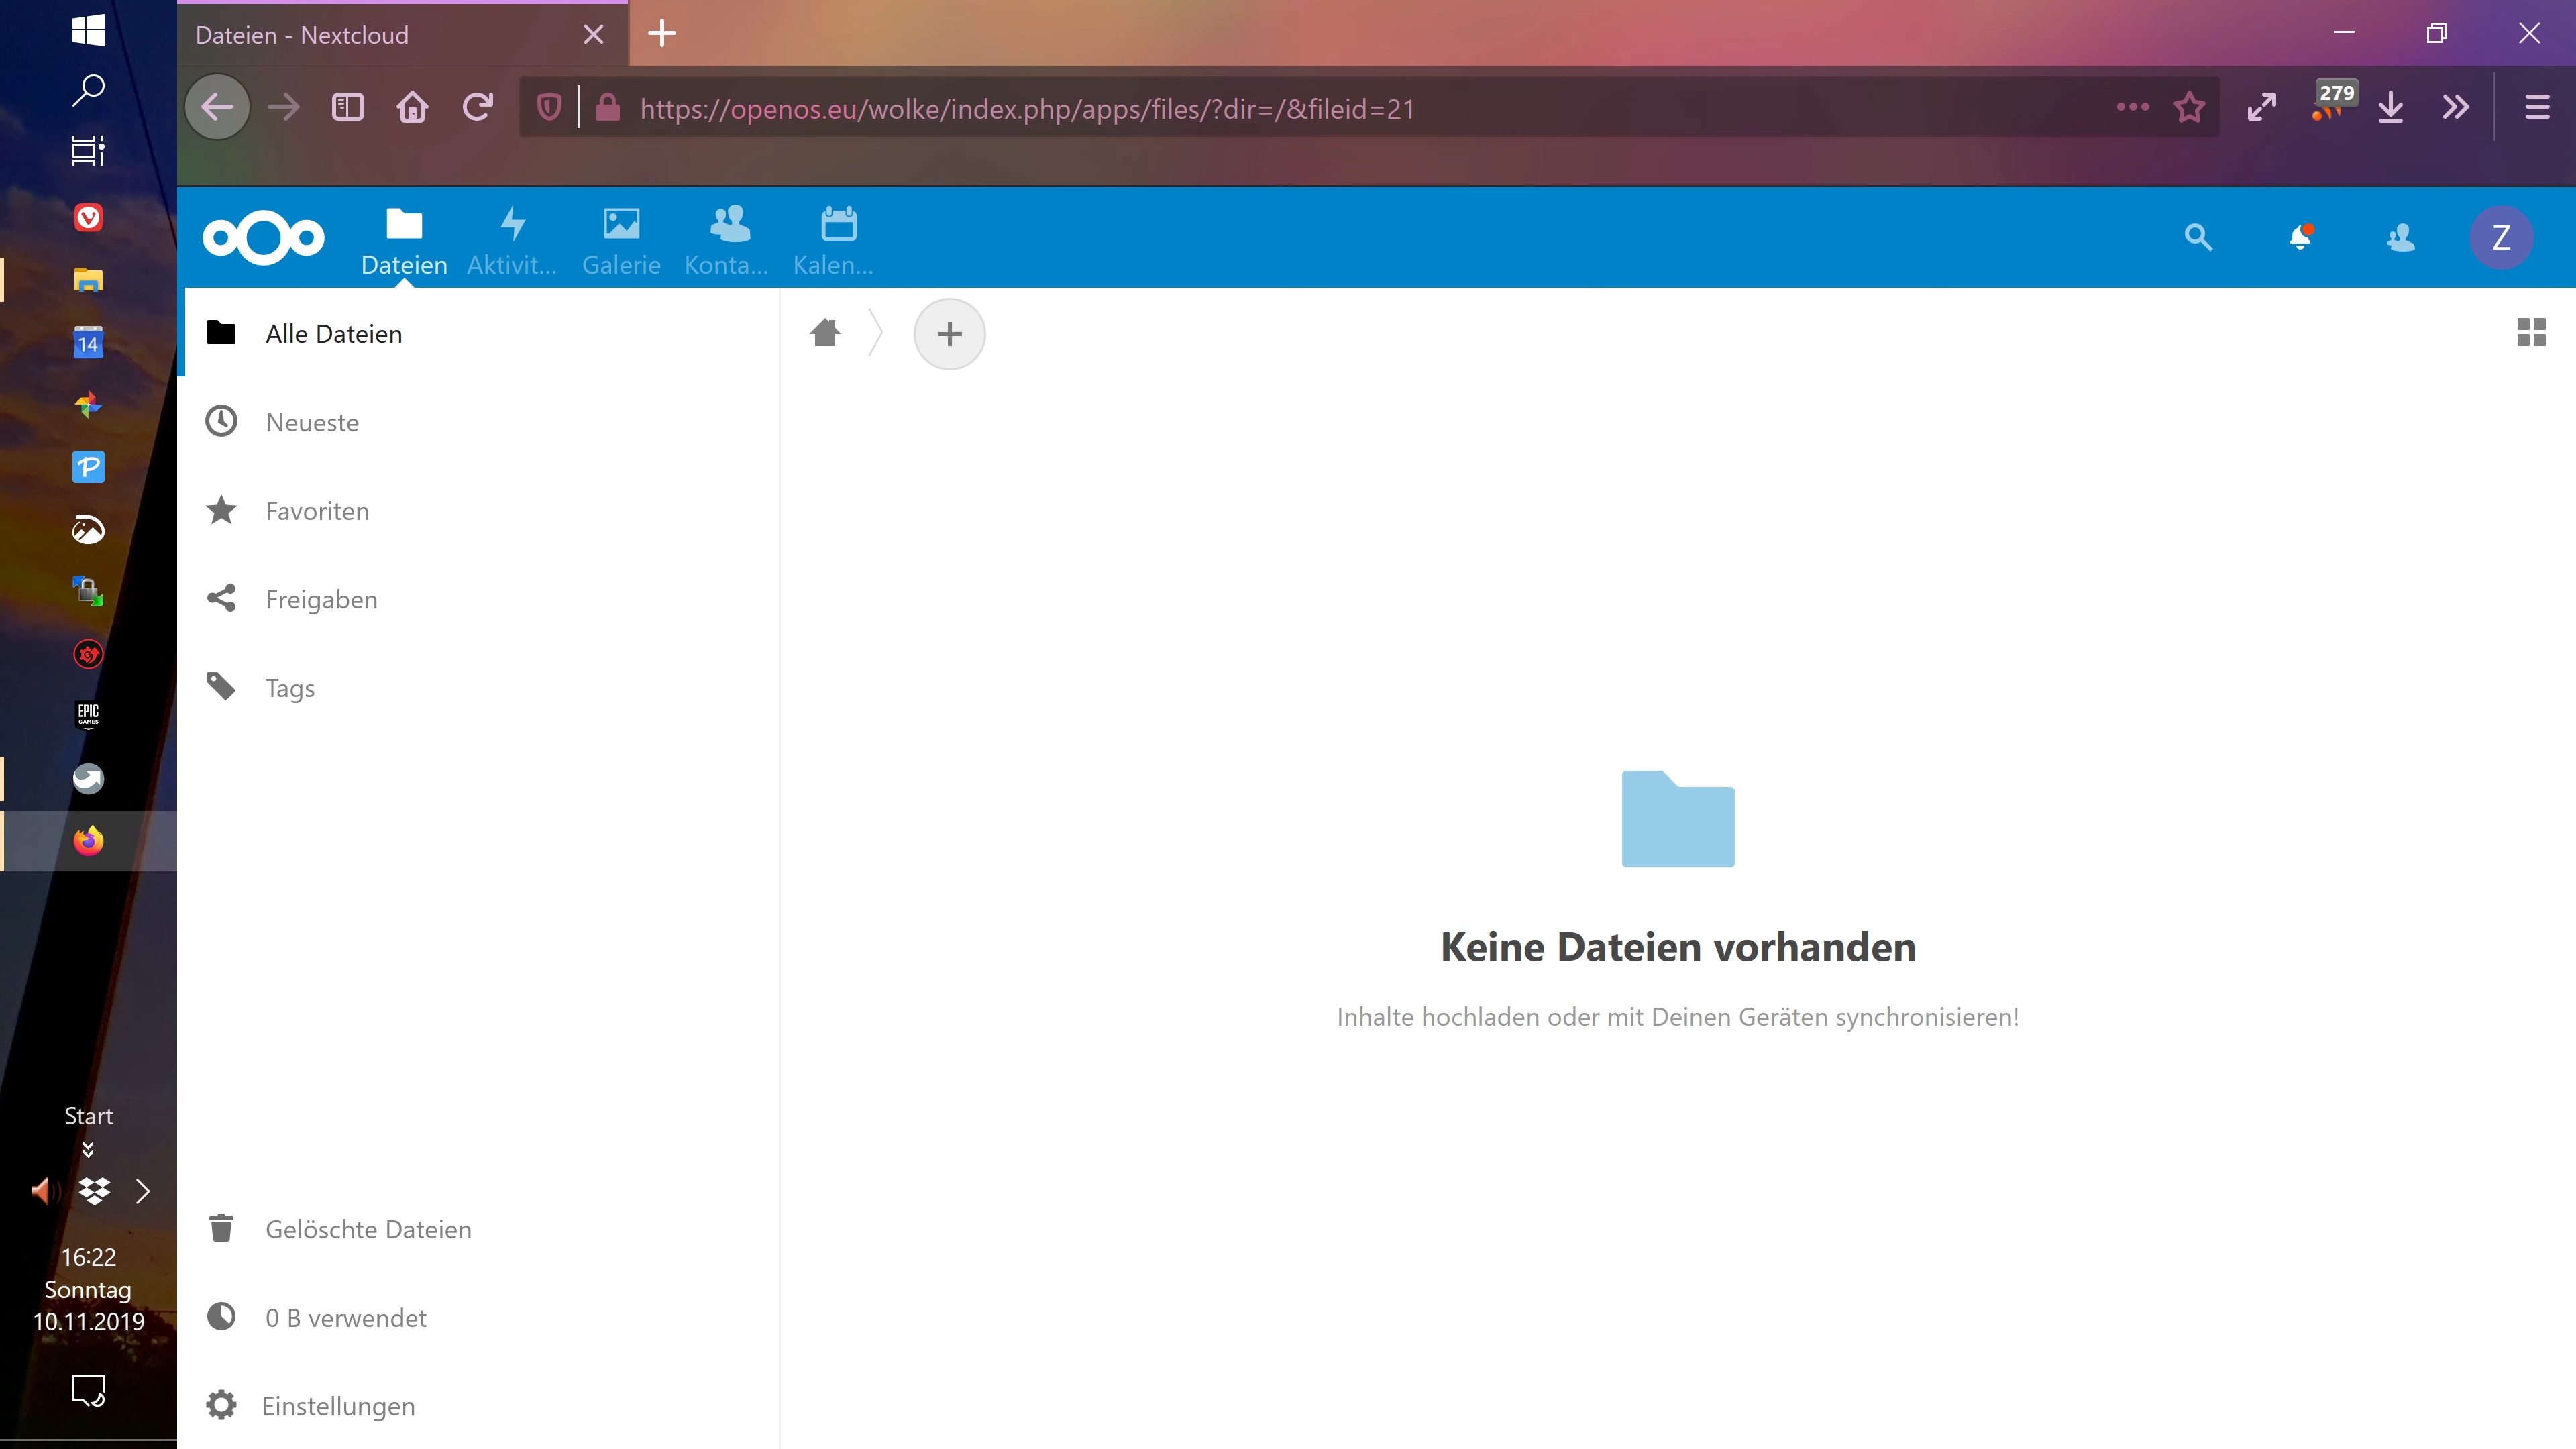 Dateien - Nextcloud
https://openos.eu/wolke/index.php/apps/files/?dir=/&fileid=21
279
Dateien
Aktivit...
Galerie
Konta...
Kalen...
Z
Alle Dateien
Neueste
Favoriten
Freigaben
Tags
Keine Dateien vorhanden
Inhalte hochladen oder mit Deinen Geräten synchronisieren!
Gelöschte Dateien
0 B verwendet
Einstellungen
14
P
EPIC
GAMES
Start
16:22
Sonntag
10.11.2019